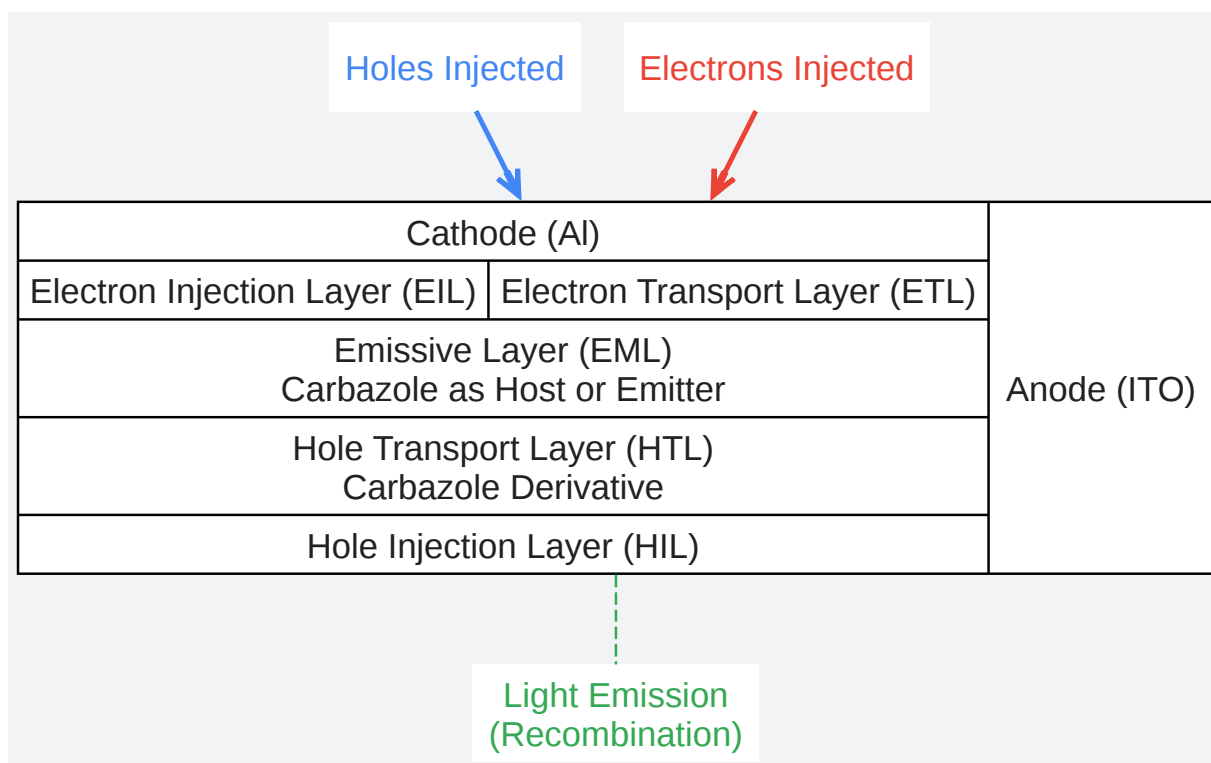 Holes Injected
Electrons Injected
Cathode (Al)
Electron Injection Layer (EIL)
Electron Transport Layer (ETL)
Emissive Layer (EML)
Carbazole as Host or Emitter
Anode (ITO)
Hole Transport Layer (HTL)
Carbazole Derivative
Hole Injection Layer (HIL)
Light Emission
(Recombination)